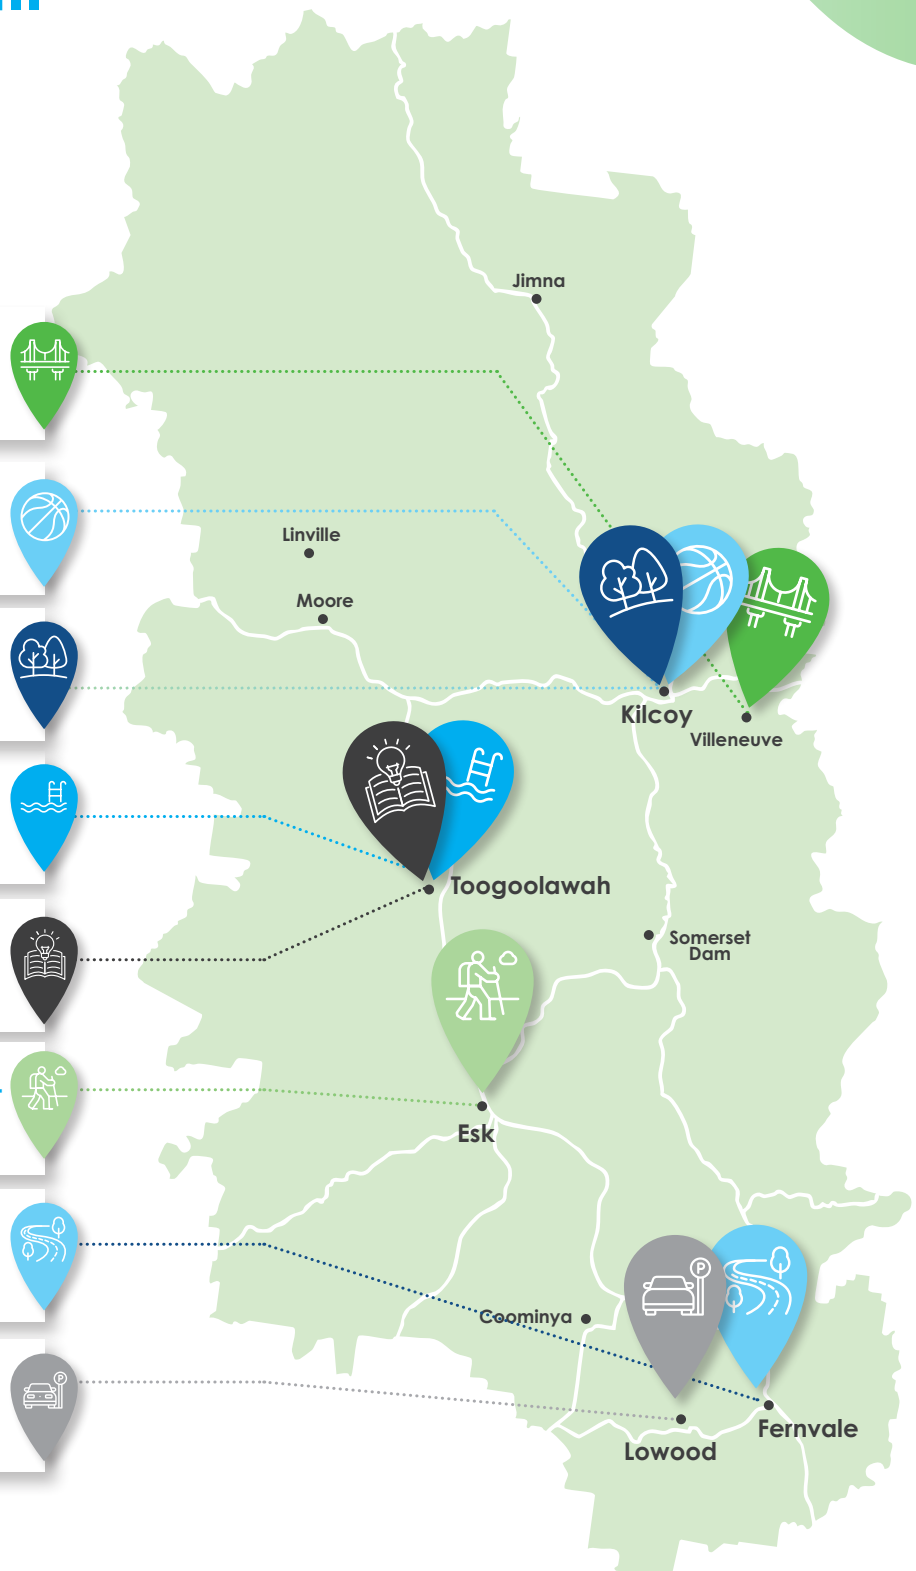 Jimna
Linville
Moore
Kilcoy
Villeneuve
Toogoolawah
Somerset
Dam
Esk
P
Coominya
Fernvale
P
Lowood